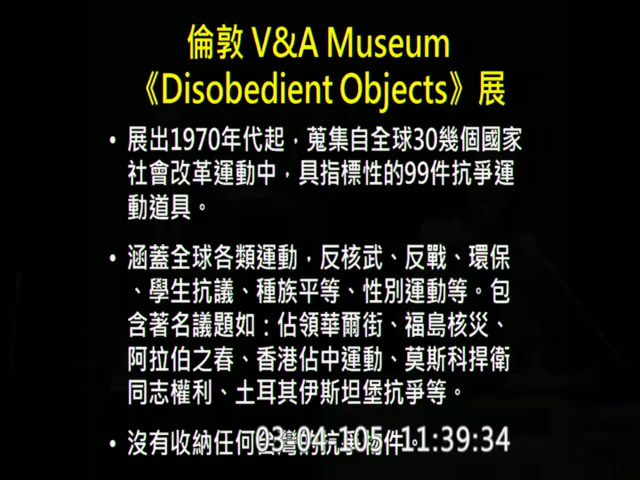 倫敦 V&A Museum
《Disobedient Objects》展
• 展出1970年代起，蒐集自全球30幾個國家
社會改革運動中，具指標性的99件抗爭運
動道具。
• 涵蓋全球各類運動，反核武、反戰、環保
、學生抗議、種族平等、性別運動等。包
含著名議題如：佔領華爾街、福島核災、
阿拉伯之春、香港佔中運動、莫斯科捍衛
同志權利、土耳其伊斯坦堡抗爭等。
• 沒有收納任何台灣的抗爭物件。
03-04-105 11:39:34